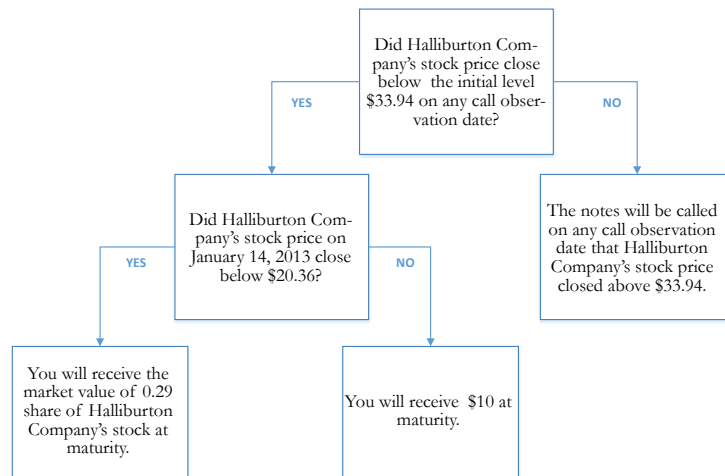 Did Halliburton Com-
pany's stock price close
below the initial level
$33.94 on any call obser-
vation date?
YES
NO
Did Halliburton Com-
pany's stock price on
January 14, 2013 close
below $20.36?
The notes will be called
on any call observation
date that Halliburton
Company's stock price
closed above $33.94.
YES
NO
You will receive the
market value of 0.29
share of Halliburton
Company's stock at
maturity.
You will receive $10 at
maturity.